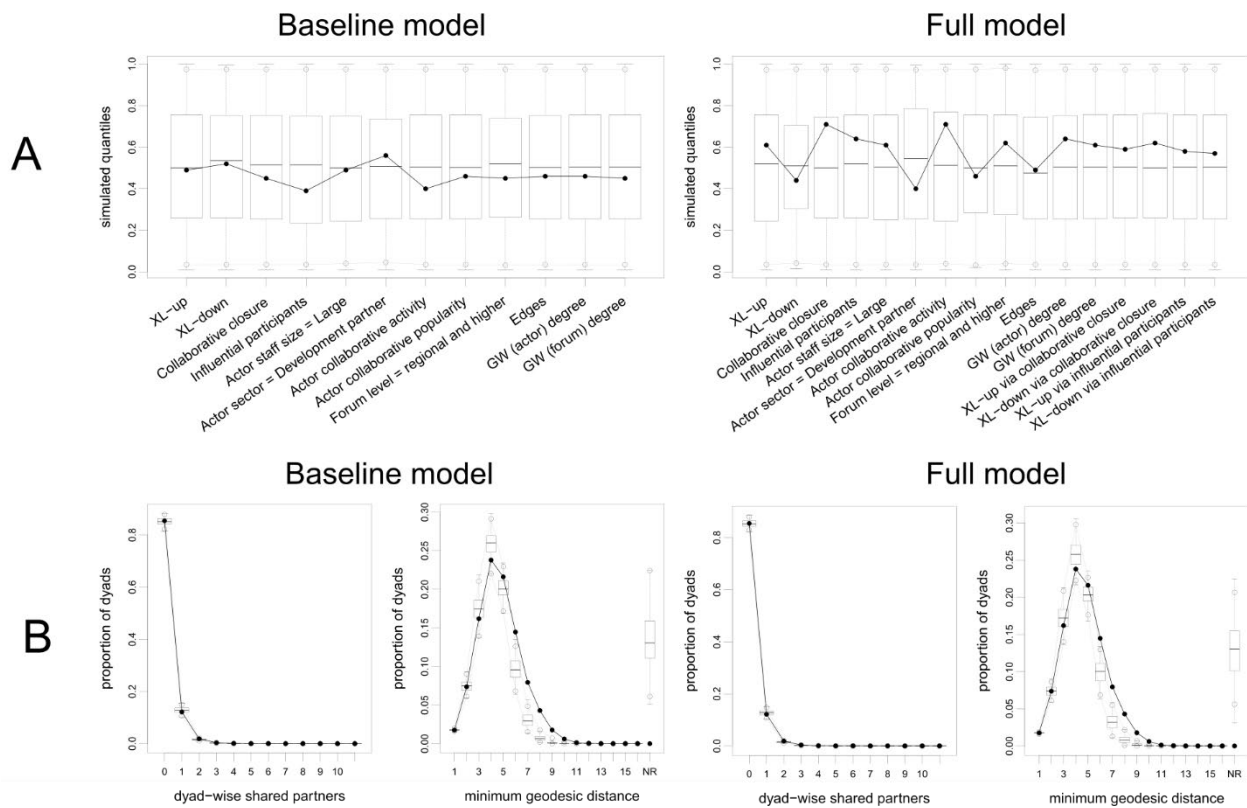 Baseline model
Full model
A
simulated quantiles
1.0
0.8
0.6
0.4
0.2
0.0
XL−up
XL−down
Collaborative closure
Influential participants
Actor staff size = Large
Actor sector = Development partner
Actor collaborative activity
Actor collaborative popularity
Forum level = regional and higher
Edges
GW (actor) degree
GW (forum) degree
simulated quantiles
1.0
0.8
0.6
0.4
0.2
0.0
XL−up
XL−down
Collaborative closure
Influential participants
Actor staff size = Large
Actor sector = Development partner
Actor collaborative activity
Actor collaborative popularity
Forum level = regional and higher
Edges
GW (actor) degree
GW (forum) degree
XL−up via collaborative closure
XL−down via collaborative closure
XL−up via influential participants
XL−down via influential participants
Baseline model
Full model
B
proportion of dyads
0.8
0.6
0.4
0.2
0.0
0 1 2 3 4 5 6 7 8 9 10
dyad−wise shared partners
proportion of dyads
0.30
0.25
0.20
0.15
0.10
0.05
0.00
1 3 5 7 9 11 13 15 NR
minimum geodesic distance
proportion of dyads
0.8
0.6
0.4
0.2
0.0
0 1 2 3 4 5 6 7 8 9 10
dyad−wise shared partners
proportion of dyads
0.30
0.25
0.20
0.15
0.10
0.05
0.00
1 3 5 7 9 11 13 15 NR
minimum geodesic distance